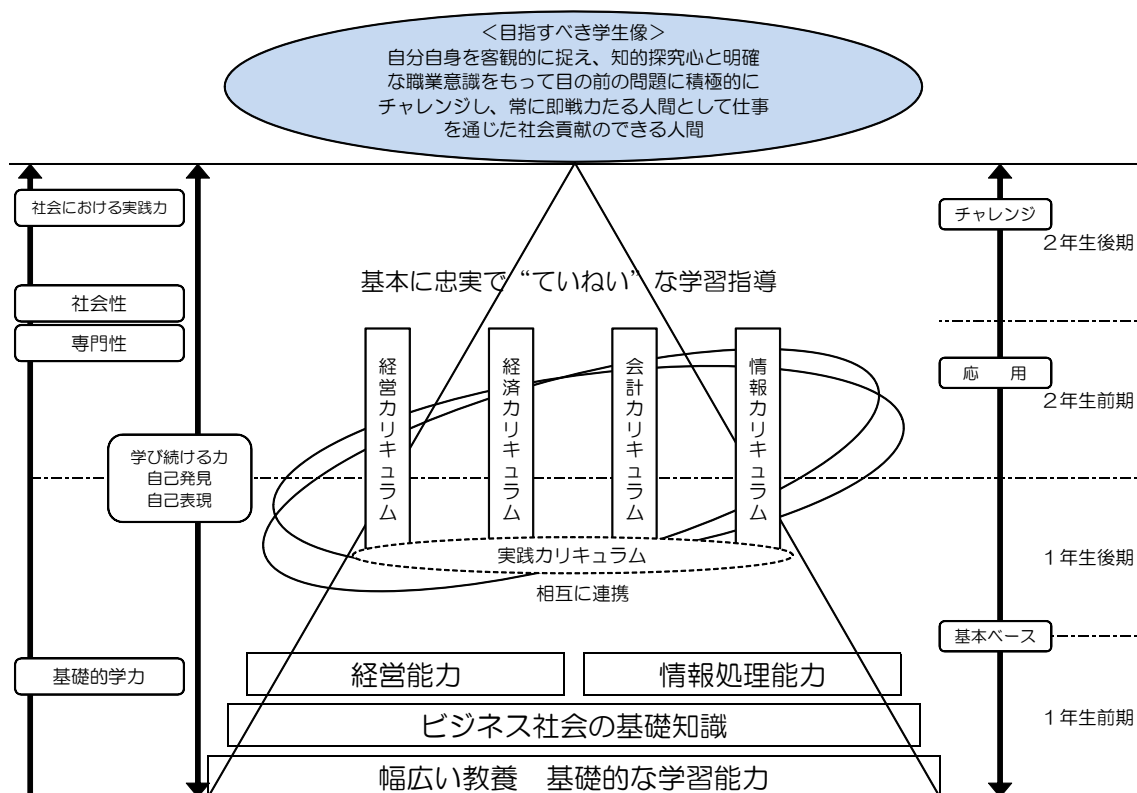 ＜目指すべき学生像＞
自分自身を客観的に捉え、知的探究心と明確
な職業意識をもって目の前の問題に積極的に
チャレンジし、常に即戦力たる人間として仕事
を通じた社会貢献のできる人間
社会における実践力
チャレンジ
２年生後期
基本に忠実で“ていねい”な学習指導
社会性
専門性
経営カリキュラム
経済カリキュラム
会計カリキュラム
情報カリキュラム
応　用
２年生前期
学び続ける力
自己発見
自己表現
実践カリキュラム
相互に連携
１年生後期
基本ベース
基礎的学力
経営能力
情報処理能力
ビジネス社会の基礎知識
１年生前期
幅広い教養　基礎的な学習能力